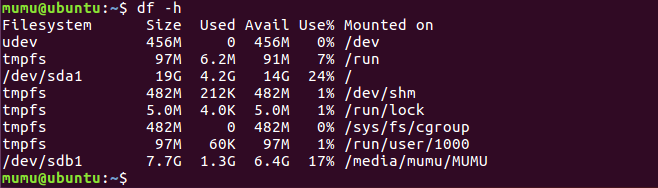 mumu@ubuntu:~$ df -h
Filesystem      Size  Used Avail Use% Mounted on
udev            456M     0  456M   0% /dev
tmpfs            97M  6.2M   91M   7% /run
/dev/sda1        19G  4.2G   14G  24% /
tmpfs           482M  212K  482M   1% /dev/shm
tmpfs           5.0M  4.0K  5.0M   1% /run/lock
tmpfs           482M     0  482M   0% /sys/fs/cgroup
tmpfs            97M   60K   97M   1% /run/user/1000
/dev/sdb1       7.7G  1.3G  6.4G  17% /media/mumu/MUMU
mumu@ubuntu:~$